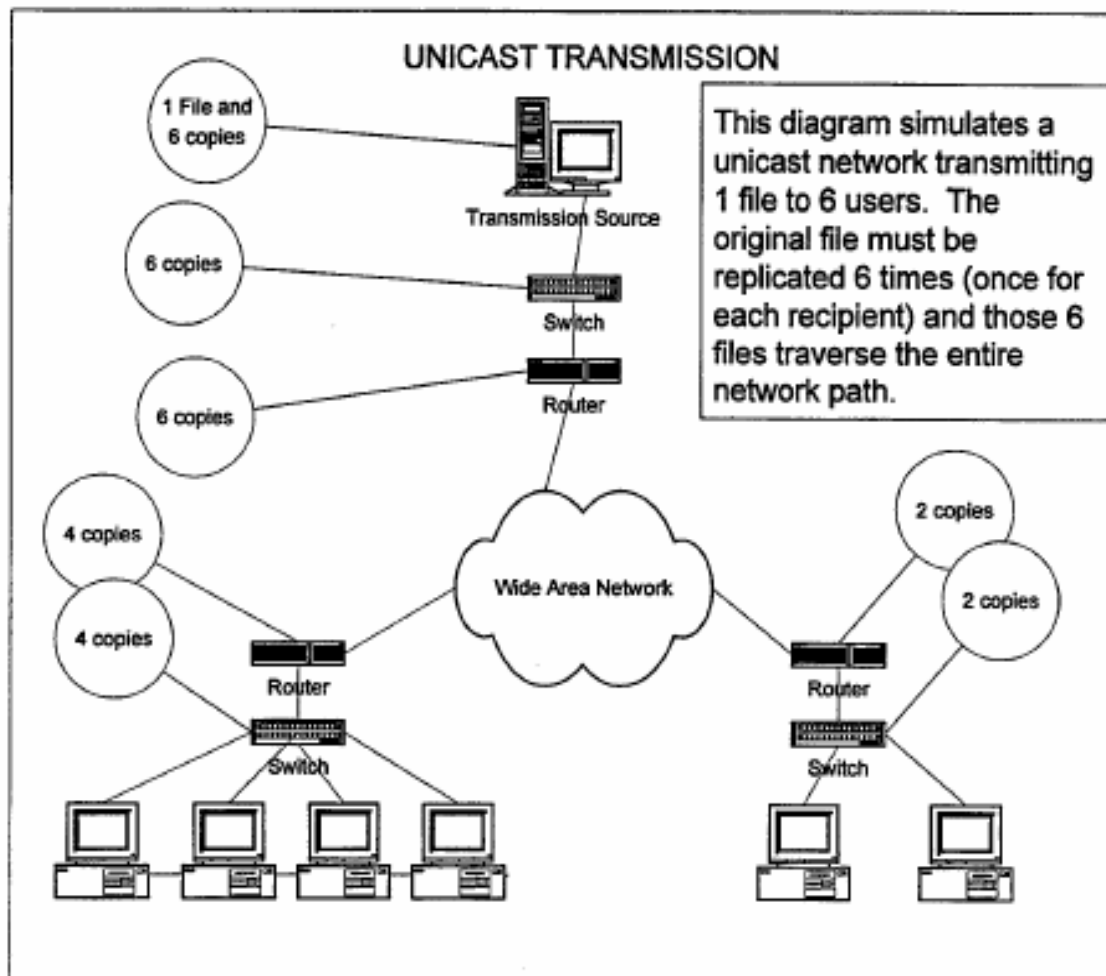 UNICAST TRANSMISSION
1 File and
6 copies
This diagram simulates a
unicast network transmitting
1 file to 6 users. The
original file must be
replicated 6 times (once for
each recipient) and those 6
files traverse the entire
network path.
Transmission Source
6 copies
Switch
6 copies
Router
4 copies
4 copies
Wide Area Network
2 copies
2 copies
Router
Switch
Router
Switch